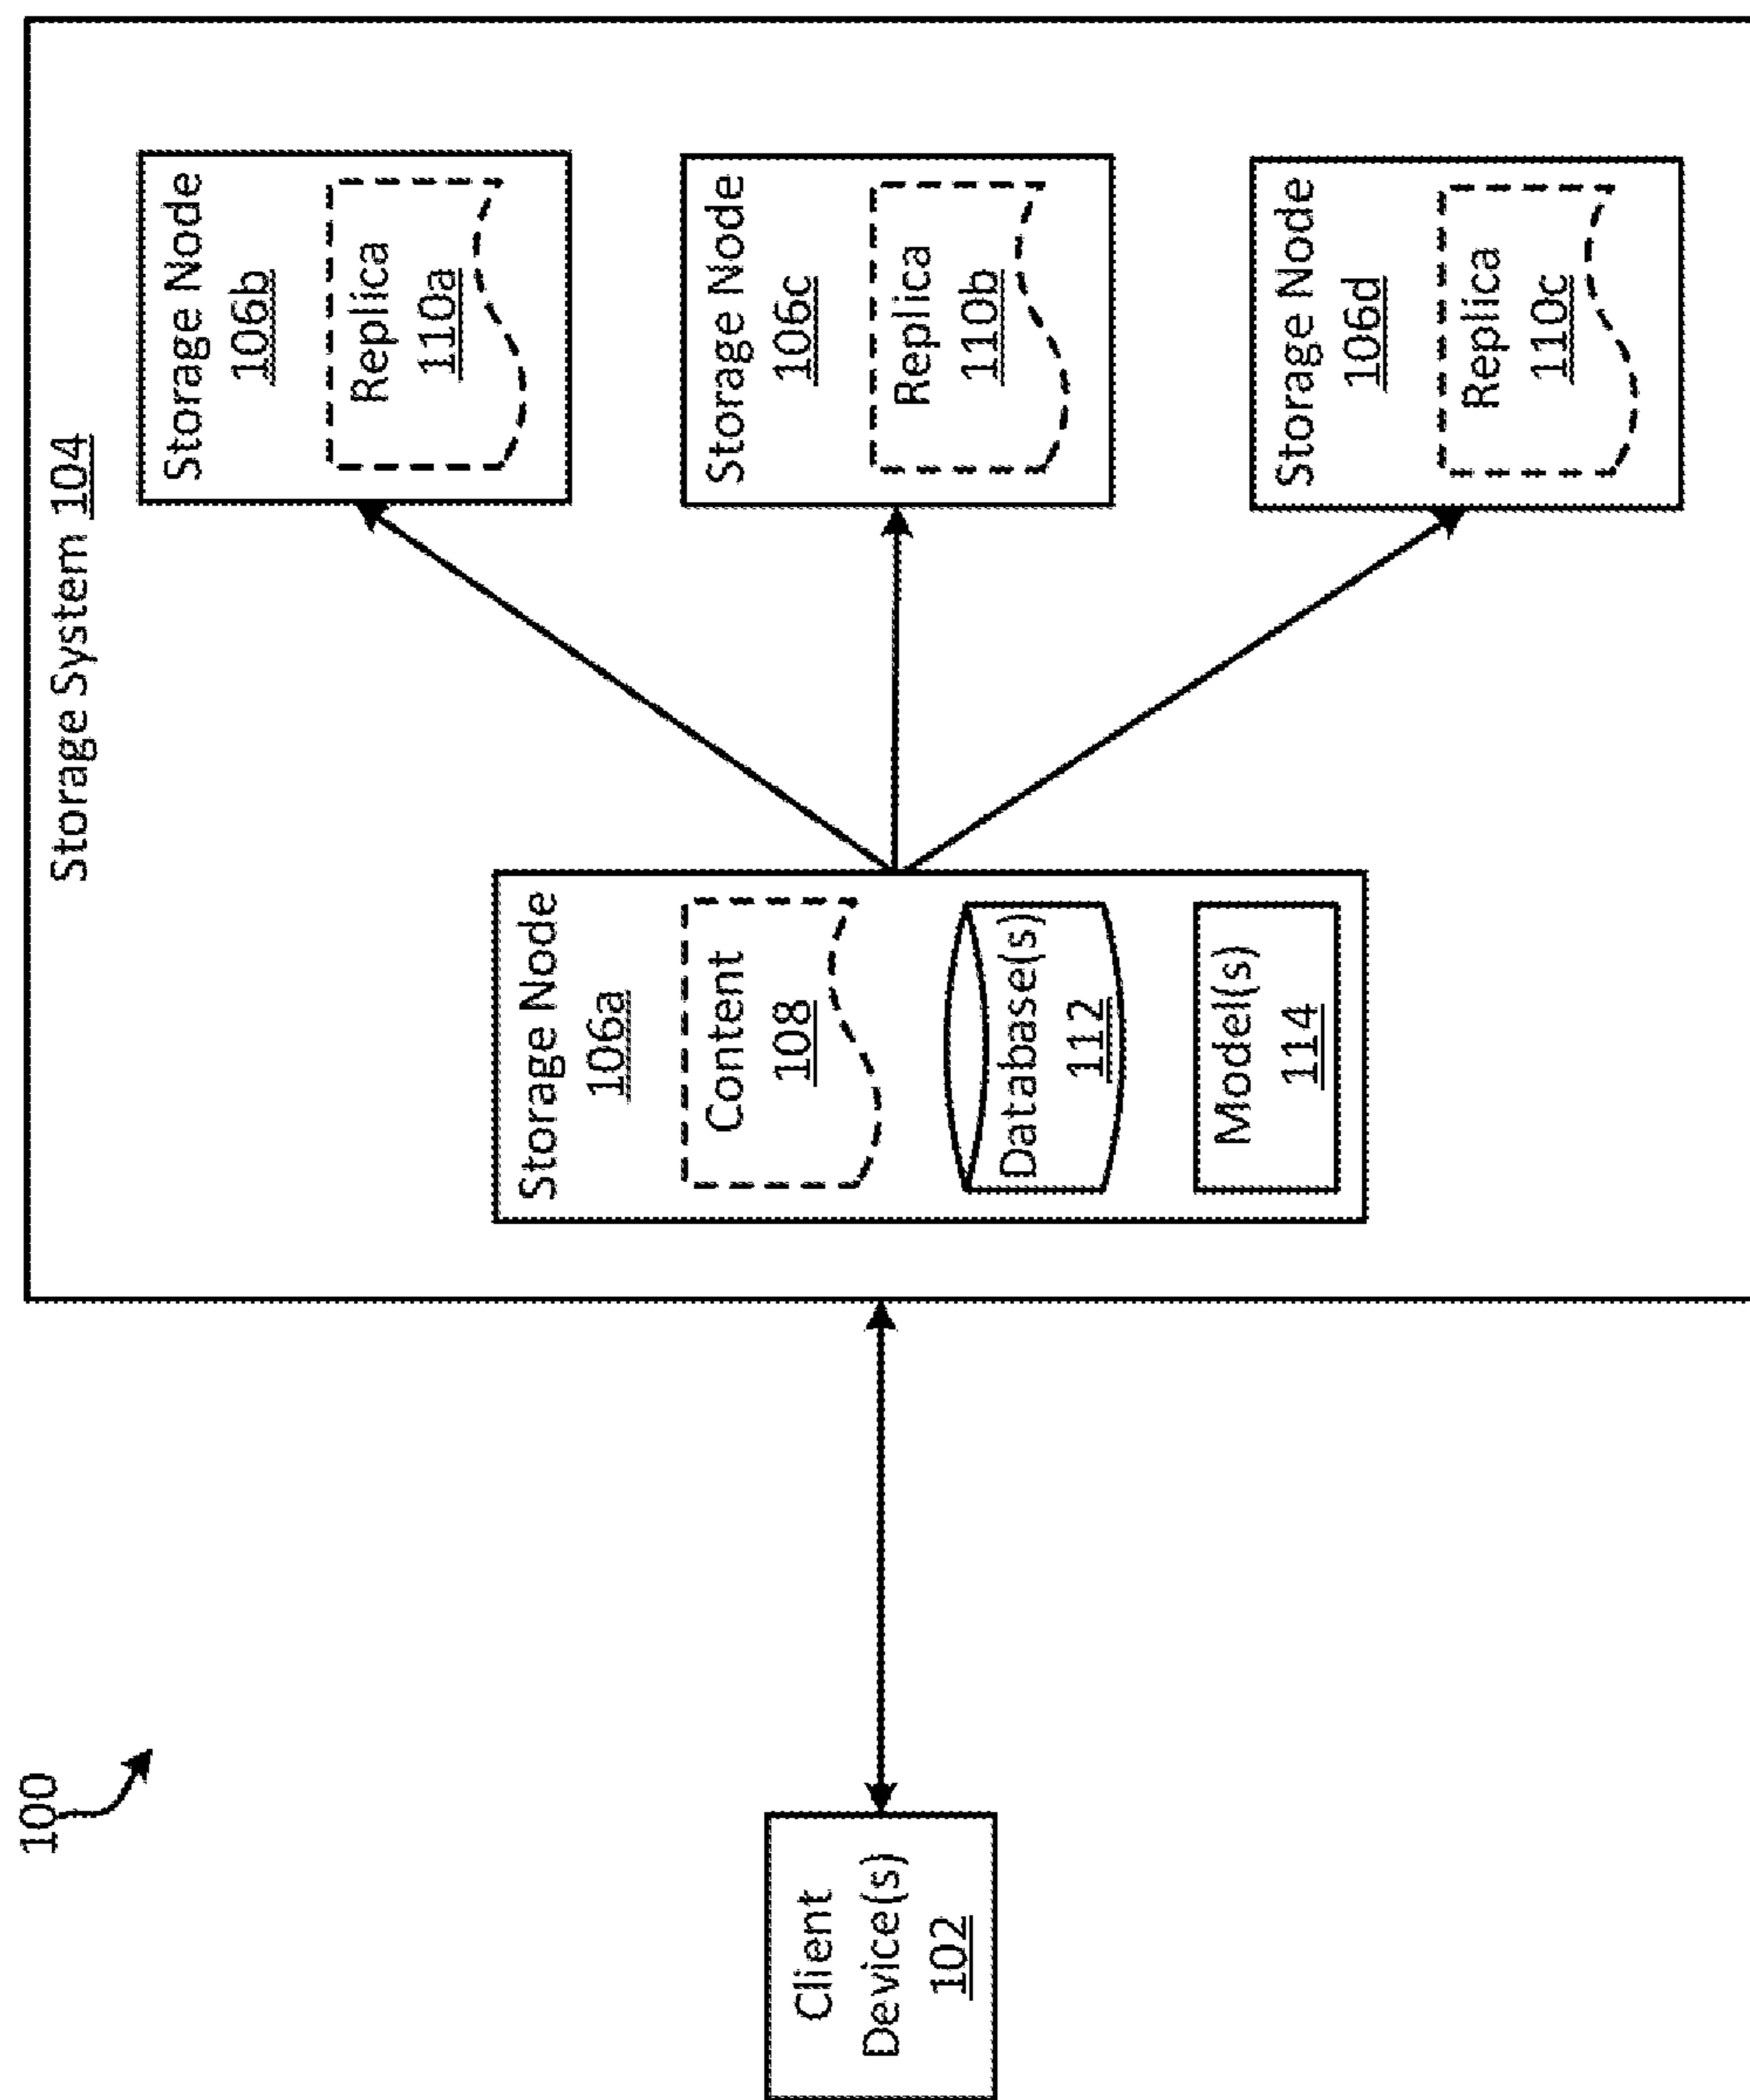 100
Storage System 104
Client
Device(s)
102
Storage Node
106a
Content
108
Database(s)
112
Model(s)
114
Storage Node
106b
Replica
110a
Storage Node
106c
Replica
110b
Storage Node
106d
Replica
110c